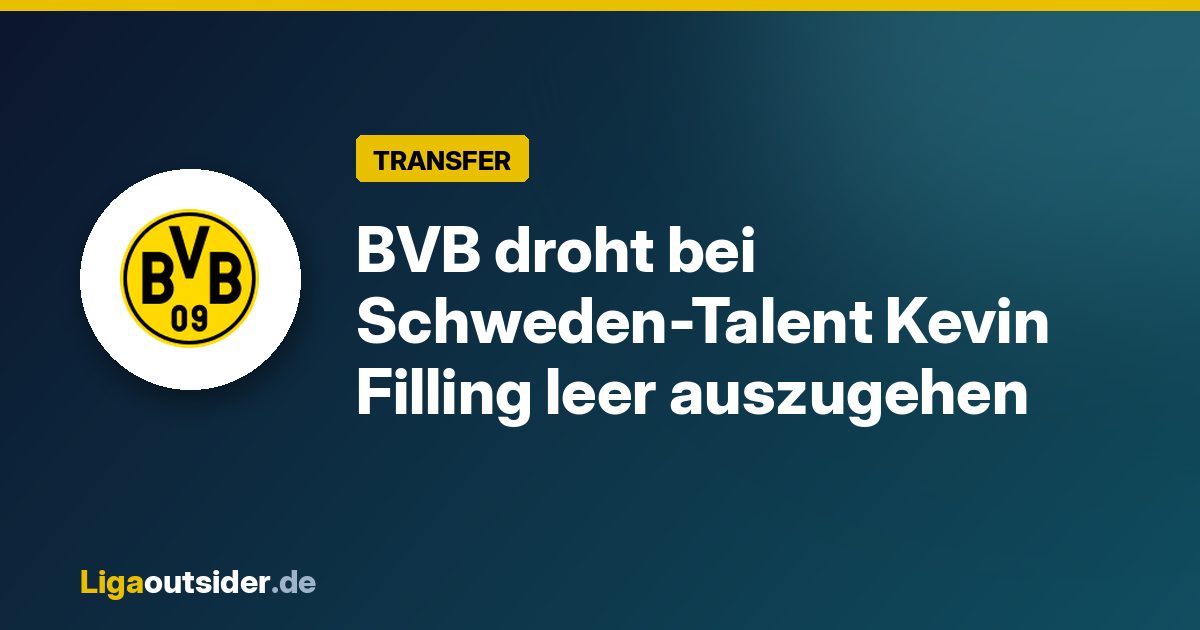 TRANSFER
BVB droht bei
Schweden-Talent Kevin
Filling leer auszugehen
BVB
09
Ligaoutsider.de